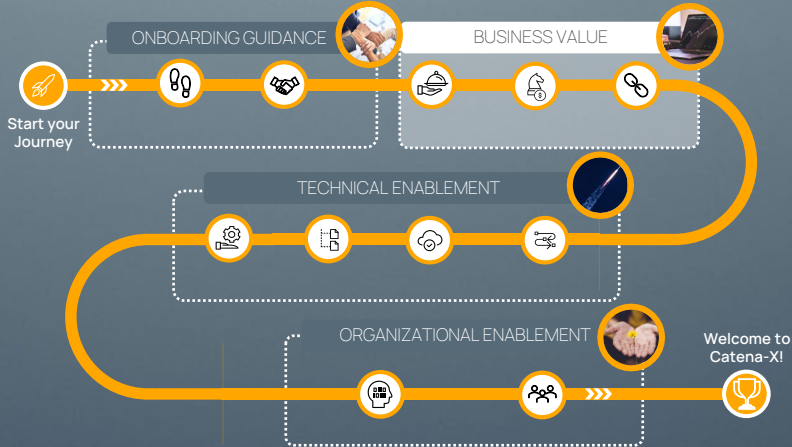 ONBOARDING GUIDANCE
BUSINESS VALUE
Start your
Journey
TECHNICAL ENABLEMENT
ORGANIZATIONAL ENABLEMENT
Welcome to
Catena-X!